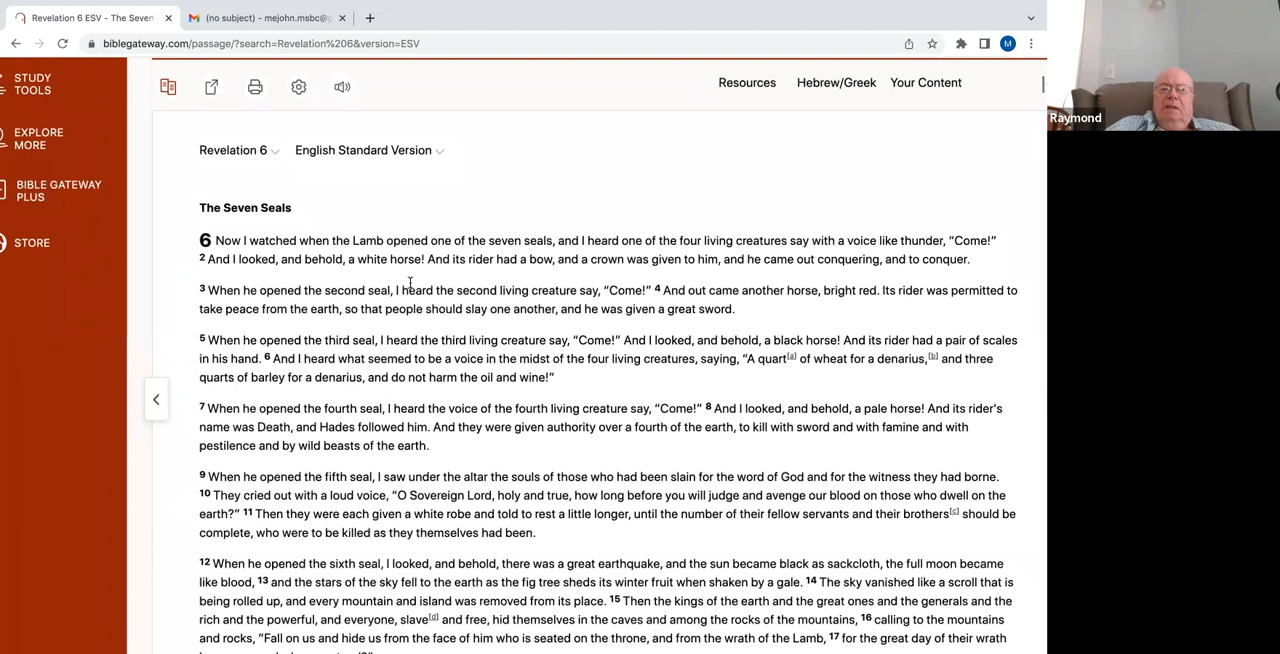 Revelation 6 ESV - The Seven
(no subject) - mejohn.msbc@g
biblegateway.com/passage/?search=Revelation%206&version=ESV
M
STUDY
TOOLS
EXPLORE
MORE
BIBLE GATEWAY
PLUS
STORE
Resources
Hebrew/Greek
Your Content
Raymond
Revelation 6
English Standard Version
The Seven Seals
6 Now I watched when the Lamb opened one of the seven seals, and I heard one of the four living creatures say with a voice like thunder, “Come!”
2 And I looked, and behold, a white horse! And its rider had a bow, and a crown was given to him, and he came out conquering, and to conquer.
3 When he opened the second seal, I heard the second living creature say, “Come!” 4 And out came another horse, bright red. Its rider was permitted to
take peace from the earth, so that people should slay one another, and he was given a great sword.
5 When he opened the third seal, I heard the third living creature say, “Come!” And I looked, and behold, a black horse! And its rider had a pair of scales
in his hand. 6 And I heard what seemed to be a voice in the midst of the four living creatures, saying, “A quart[a] of wheat for a denarius,[b] and three
quarts of barley for a denarius, and do not harm the oil and wine!”
7 When he opened the fourth seal, I heard the voice of the fourth living creature say, “Come!” 8 And I looked, and behold, a pale horse! And its rider's
name was Death, and Hades followed him. And they were given authority over a fourth of the earth, to kill with sword and with famine and with
pestilence and by wild beasts of the earth.
9 When he opened the fifth seal, I saw under the altar the souls of those who had been slain for the word of God and for the witness they had borne.
10 They cried out with a loud voice, “O Sovereign Lord, holy and true, how long before you will judge and avenge our blood on those who dwell on the
earth?” 11 Then they were each given a white robe and told to rest a little longer, until the number of their fellow servants and their brothers[c] should be
complete, who were to be killed as they themselves had been.
12 When he opened the sixth seal, I looked, and behold, there was a great earthquake, and the sun became black as sackcloth, the full moon became
like blood, 13 and the stars of the sky fell to the earth as the fig tree sheds its winter fruit when shaken by a gale. 14 The sky vanished like a scroll that is
being rolled up, and every mountain and island was removed from its place. 15 Then the kings of the earth and the great ones and the generals and the
rich and the powerful, and everyone, slave[d] and free, hid themselves in the caves and among the rocks of the mountains, 16 calling to the mountains
and rocks, “Fall on us and hide us from the face of him who is seated on the throne, and from the wrath of the Lamb, 17 for the great day of their wrath